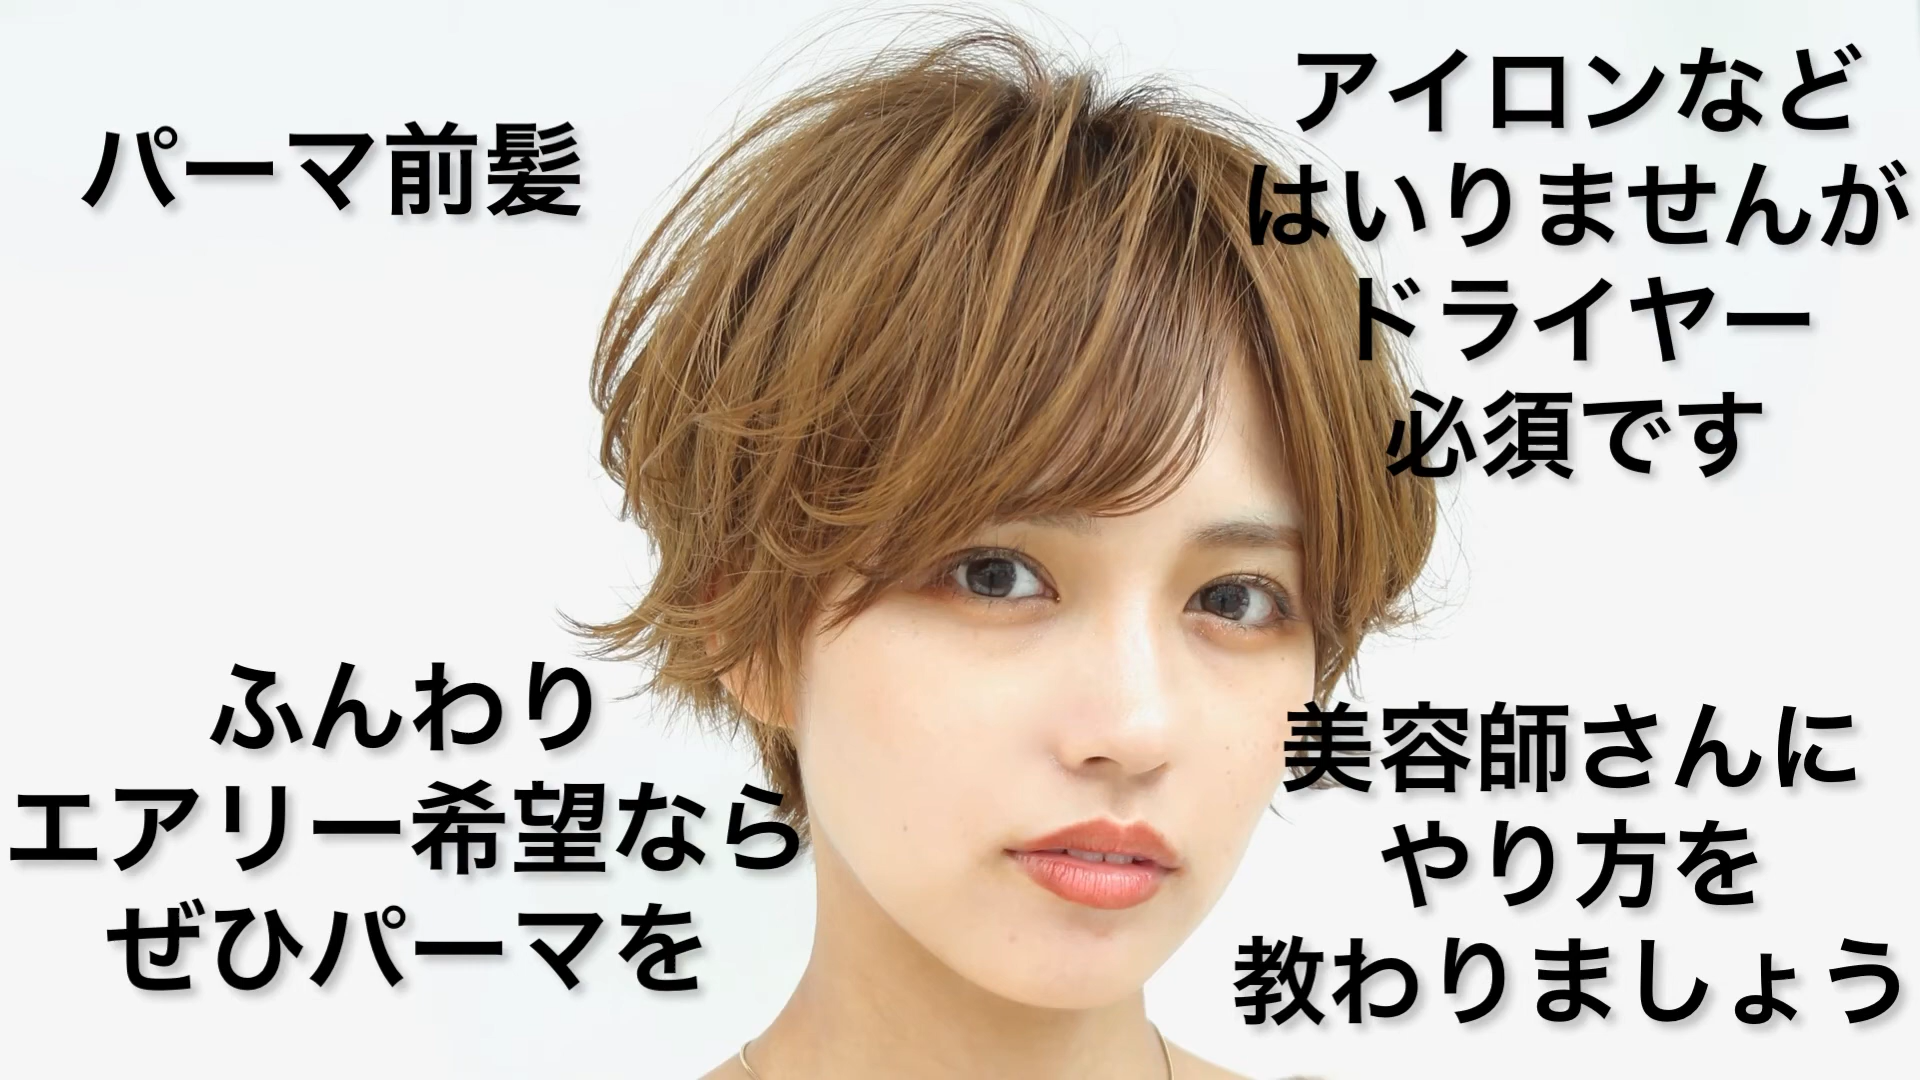 パーマ前髪
アイロンなど
はいりませんが
ドライヤー
必須です
ふんわり
エアリー希望なら
ぜひパーマを
美容師さんに
やり方を
教わりましょう